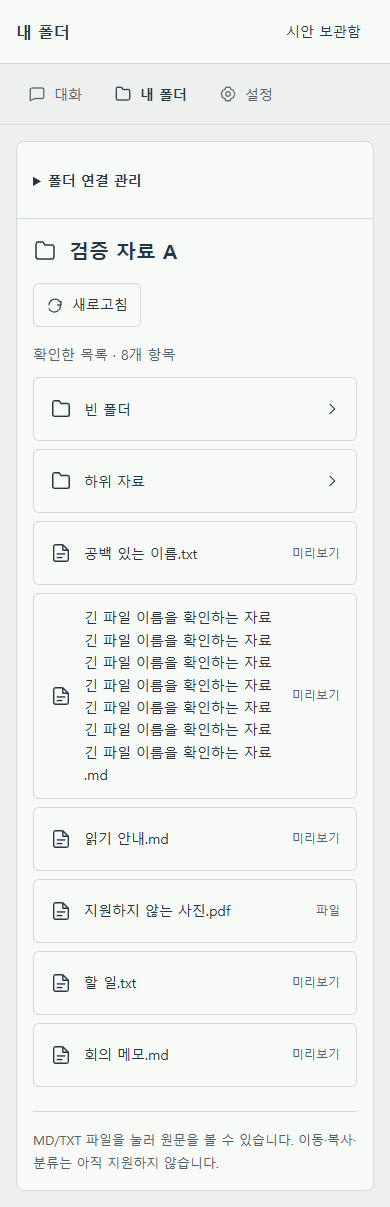 내 폴더
시안 보관함
대화
내 폴더
설정
▶ 폴더 연결 관리
검증 자료 A
새로고침
확인한 목록 · 8개 항목
빈 폴더
하위 자료
공백 있는 이름.txt
미리보기
긴 파일 이름을 확인하는 자료
긴 파일 이름을 확인하는 자료
긴 파일 이름을 확인하는 자료
긴 파일 이름을 확인하는 자료
미리보기
긴 파일 이름을 확인하는 자료
긴 파일 이름을 확인하는 자료
긴 파일 이름을 확인하는 자료
.md
읽기 안내.md
미리보기
지원하지 않는 사진.pdf
파일
할 일.txt
미리보기
회의 메모.md
미리보기
MD/TXT 파일을 눌러 원문을 볼 수 있습니다. 이동·복사·
분류는 아직 지원하지 않습니다.